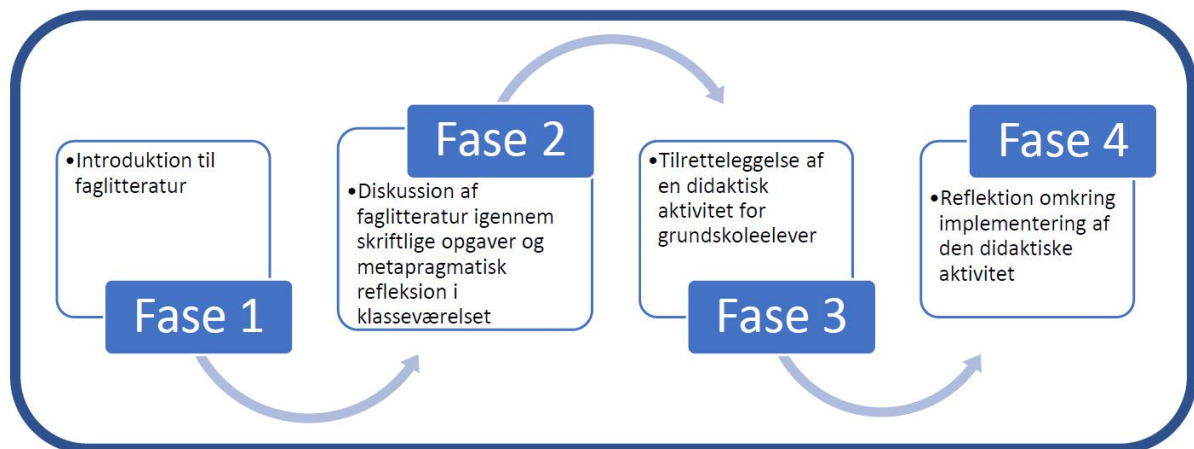 •Introduktion til
faglitteratur
Fase 1
Fase 2
•Diskussion af
faglitteratur igennem
skriftlige opgaver og
metapragmatisk
refleksion i
klasseværelset
•Tilretteleggelse af
en didaktisk
aktivitet for
grundskoleelever
Fase 3
Fase 4
•Reflektion omkring
implementering af
den didaktiske
aktivitet